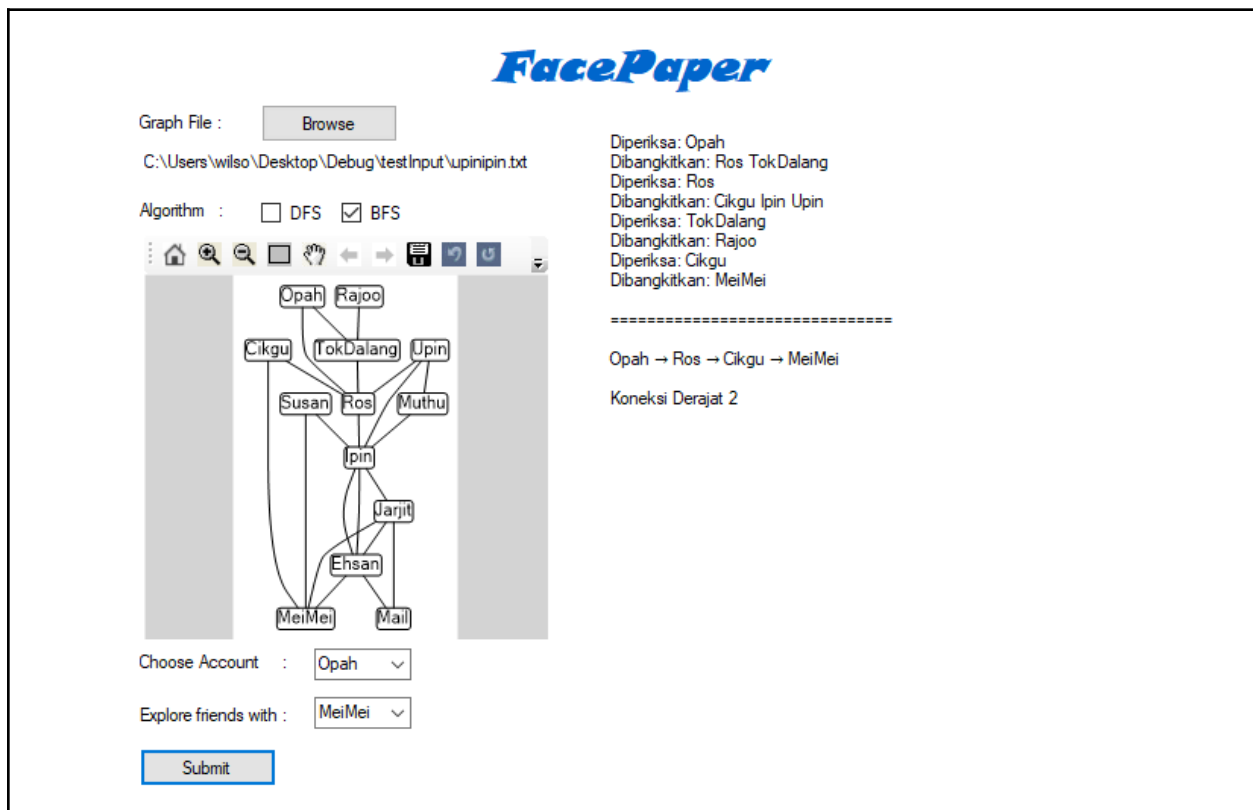 FacePaper
Graph File :
Browse
C:\Users\wilso\Desktop\Debug\testInput\upinipin.txt
Algorithm :
DFS
BFS
Opah
Rajoo
Cikgu
TokDalang
Upin
Susan
Ros
Muthu
Ipin
Jarjit
Ehsan
MeiMei
Mail
Choose Account :
Opah
Explore friends with :
MeiMei
Submit
Diperiksa: Opah
Dibangkitkan: Ros TokDalang
Diperiksa: Ros
Dibangkitkan: Cikgu Ipin Upin
Diperiksa: TokDalang
Dibangkitkan: Rajoo
Diperiksa: Cikgu
Dibangkitkan: MeiMei
===============================
Opah → Ros → Cikgu → MeiMei
Koneksi Derajat 2